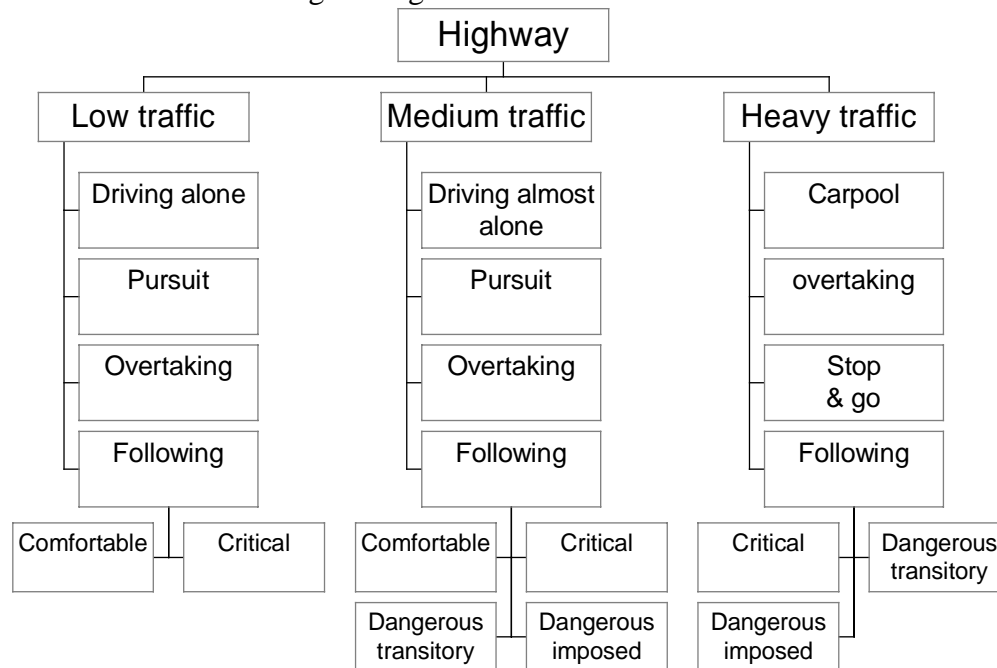 Highway
Low traffic
Medium traffic
Heavy traffic
Driving alone
Driving almost
alone
Carpool
Pursuit
Pursuit
overtaking
Overtaking
Overtaking
Stop
& go
Following
Following
Following
Comfortable
Critical
Comfortable
Critical
Critical
Dangerous
transitory
Dangerous
transitory
Dangerous
imposed
Dangerous
imposed